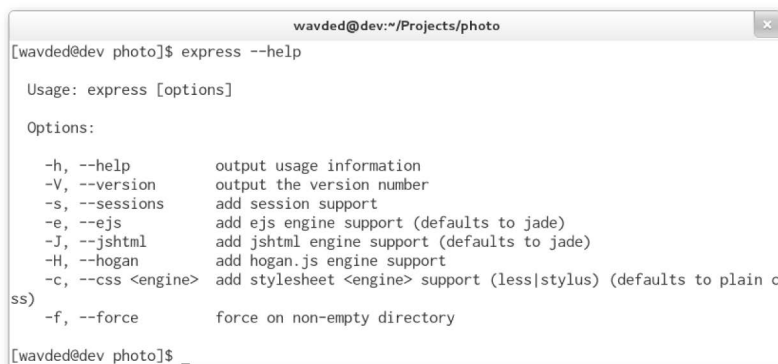 wavded@dev:~/Projects/photo
[wavded@dev photo]$ express --help
Usage: express [options]
Options:
-h, --help output usage information
-V, --version output the version number
-s, --sessions add session support
-e, --ejs add ejs engine support (defaults to jade)
-J, --jshtml add jshtml engine support (defaults to jade)
-H, --hogan add hogan.js engine support
-c, --css <engine> add stylesheet <engine> support (less|stylus) (defaults to plain c
ss)
-f, --force force on non-empty directory
[wavded@dev photo]$ _